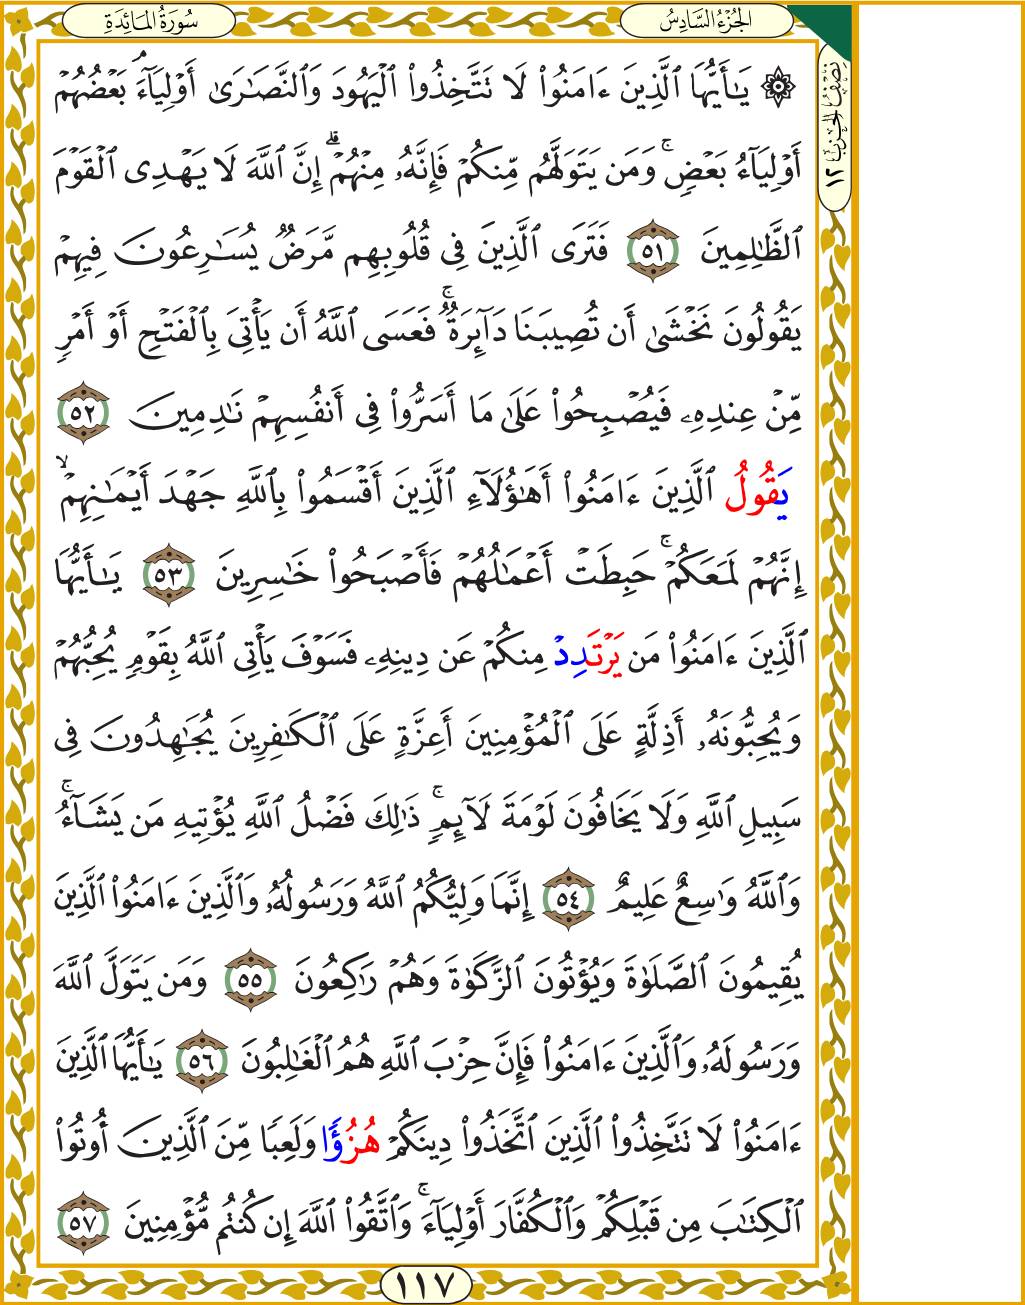 سُورَةُ المَائِدَةِ
الجُزْءُ السَّادِسُ
نِصْفُ الحِزْبِ ١٢
۞ يَـٰٓأَيُّهَا ٱلَّذِينَ ءَامَنُوا۟ لَا تَتَّخِذُوا۟ ٱلْيَهُودَ وَٱلنَّصَـٰرَىٰٓ أَوْلِيَآءَۘ بَعْضُهُمْ
أَوْلِيَآءُ بَعْضٍۚ وَمَن يَتَوَلَّهُم مِّنكُمْ فَإِنَّهُۥ مِنْهُمْۗ إِنَّ ٱللَّهَ لَا يَهْدِى ٱلْقَوْمَ
ٱلظَّـٰلِمِينَ ٥١ فَتَرَى ٱلَّذِينَ فِى قُلُوبِهِم مَّرَضٌ يُسَـٰرِعُونَ فِيهِمْ
يَقُولُونَ نَخْشَىٰٓ أَن تُصِيبَنَا دَآئِرَةٌۚ فَعَسَى ٱللَّهُ أَن يَأْتِىَ بِٱلْفَتْحِ أَوْ أَمْرٍ
مِّنْ عِندِهِۦ فَيُصْبِحُوا۟ عَلَىٰ مَآ أَسَرُّوا۟ فِىٓ أَنفُسِهِمْ نَـٰدِمِينَ ٥٢
يَقُولُ ٱلَّذِينَ ءَامَنُوٓا۟ أَهَـٰٓؤُلَآءِ ٱلَّذِينَ أَقْسَمُوا۟ بِٱللَّهِ جَهْدَ أَيْمَـٰنِهِمْۙ
إِنَّهُمْ لَمَعَكُمْۚ حَبِطَتْ أَعْمَـٰلُهُمْ فَأَصْبَحُوا۟ خَـٰسِرِينَ ٥٣ يَـٰٓأَيُّهَا
ٱلَّذِينَ ءَامَنُوا۟ مَن يَرْتَدِدْ مِنكُمْ عَن دِينِهِۦ فَسَوْفَ يَأْتِى ٱللَّهُ بِقَوْمٍ يُحِبُّهُمْ
وَيُحِبُّونَهُۥٓ أَذِلَّةٍ عَلَى ٱلْمُؤْمِنِينَ أَعِزَّةٍ عَلَى ٱلْكَـٰفِرِينَ يُجَـٰهِدُونَ فِى
سَبِيلِ ٱللَّهِ وَلَا يَخَافُونَ لَوْمَةَ لَآئِمٍۚ ذَٰلِكَ فَضْلُ ٱللَّهِ يُؤْتِيهِ مَن يَشَآءُۚ
وَٱللَّهُ وَٰسِعٌ عَلِيمٌ ٥٤ إِنَّمَا وَلِيُّكُمُ ٱللَّهُ وَرَسُولُهُۥ وَٱلَّذِينَ ءَامَنُوا۟ ٱلَّذِينَ
يُقِيمُونَ ٱلصَّلَوٰةَ وَيُؤْتُونَ ٱلزَّكَوٰةَ وَهُمْ رَٰكِعُونَ ٥٥ وَمَن يَتَوَلَّ ٱللَّهَ
وَرَسُولَهُۥ وَٱلَّذِينَ ءَامَنُوا۟ فَإِنَّ حِزْبَ ٱللَّهِ هُمُ ٱلْغَـٰلِبُونَ ٥٦ يَـٰٓأَيُّهَا ٱلَّذِينَ
ءَامَنُوا۟ لَا تَتَّخِذُوا۟ ٱلَّذِينَ ٱتَّخَذُوا۟ دِينَكُمْ هُزُؤًا وَلَعِبًا مِّنَ ٱلَّذِينَ أُوتُوا۟
ٱلْكِتَـٰبَ مِن قَبْلِكُمْ وَٱلْكُفَّارَ أَوْلِيَآءَۚ وَٱتَّقُوا۟ ٱللَّهَ إِن كُنتُم مُّؤْمِنِينَ ٥٧
١١٧